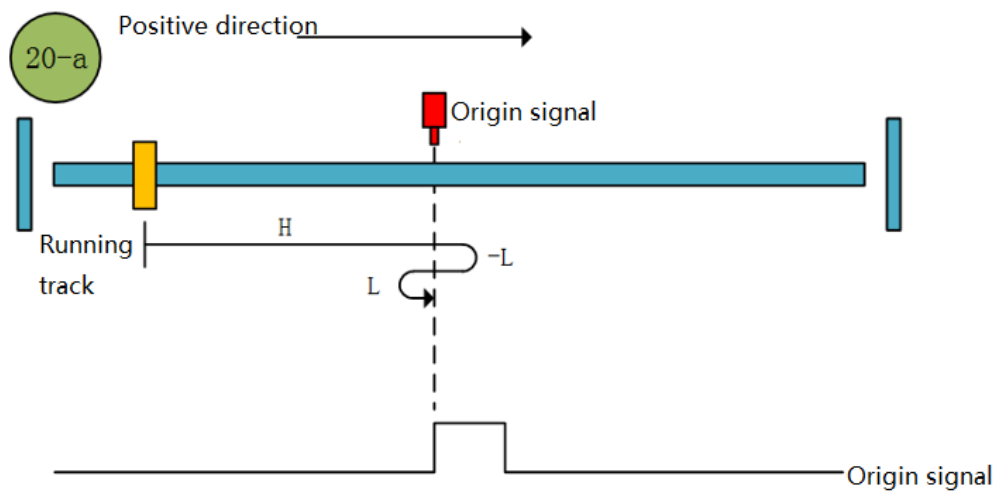 Positive direction
20-a
Origin signal
H
Running
track
-L
L
Origin signal